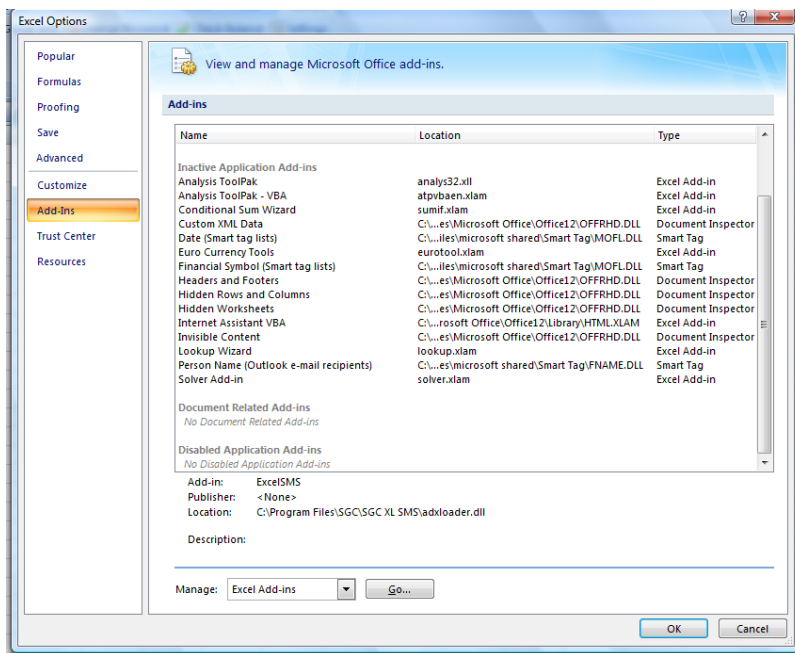 Excel Options
Popular
Formulas
Proofing
Save
Advanced
Customize
Add-Ins
Trust Center
Resources
View and manage Microsoft Office add-ins.
Add-ins
Name Location Type
Inactive Application Add-ins
Analysis ToolPak analys32.xll Excel Add-in
Analysis ToolPak - VBA atpvbaen.xlam Excel Add-in
Conditional Sum Wizard sumif.xlam Excel Add-in
Custom XML Data C:\...es\Microsoft Office\Office12\OFFRHD.DLL Document Inspector
Date (Smart tag lists) C:\...iles\microsoft shared\Smart Tag\MOFL.DLL Smart Tag
Euro Currency Tools eurotool.xlam Excel Add-in
Financial Symbol (Smart tag lists) C:\...iles\microsoft shared\Smart Tag\MOFL.DLL Smart Tag
Headers and Footers C:\...es\Microsoft Office\Office12\OFFRHD.DLL Document Inspector
Hidden Rows and Columns C:\...es\Microsoft Office\Office12\OFFRHD.DLL Document Inspector
Hidden Worksheets C:\...es\Microsoft Office\Office12\OFFRHD.DLL Document Inspector
Internet Assistant VBA C:\...rosoft Office\Office12\Library\HTML.XLAM Excel Add-in
Invisible Content C:\...es\Microsoft Office\Office12\OFFRHD.DLL Document Inspector
Lookup Wizard lookup.xlam Excel Add-in
Person Name (Outlook e-mail recipients) C:\...es\microsoft shared\Smart Tag\FNAME.DLL Smart Tag
Solver Add-in solver.xlam Excel Add-in
Document Related Add-ins
No Document Related Add-ins
Disabled Application Add-ins
No Disabled Application Add-ins
Add-in: ExcelSMS
Publisher: <None>
Location: C:\Program Files\SGC\SGC XL SMS\adxloader.dll
Description:
Manage: Excel Add-ins Go...
OK Cancel